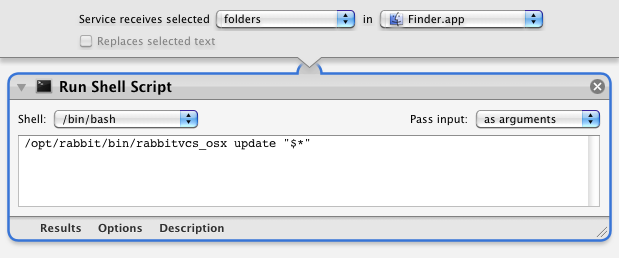 Service receives selected folders in Finder.app
Replaces selected text
Run Shell Script
Shell: /bin/bash Pass input: as arguments
/opt/rabbit/bin/rabbitvcs_osx update "$*"
Results Options Description